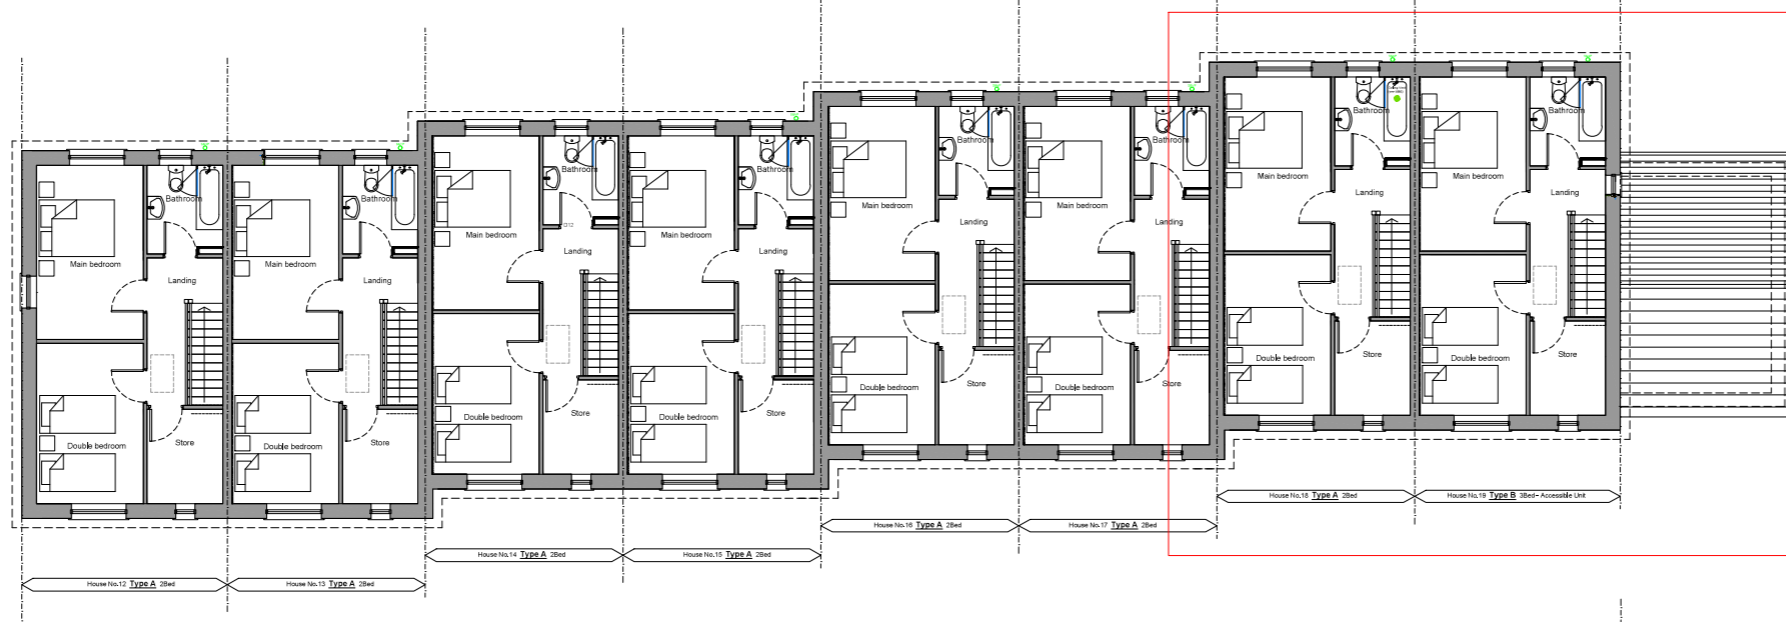 Bathroom
Main bedroom
Landing
Double bedroom
Store
House No.12 Type A 2Bed
Bathroom
Main bedroom
Landing
Double bedroom
Store
House No.13 Type A 2Bed
Bathroom
Main bedroom
Landing
Double bedroom
Store
House No.14 Type A 2Bed
Bathroom
Main bedroom
Landing
Double bedroom
Store
House No.15 Type A 2Bed
Bathroom
Main bedroom
Landing
Double bedroom
Store
House No.16 Type A 2Bed
Bathroom
Main bedroom
Landing
Double bedroom
Store
House No.17 Type A 2Bed
Bathroom
Main bedroom
Landing
Double bedroom
Store
House No.18 Type A 2Bed
Bathroom
Main bedroom
Landing
Double bedroom
Store
House No.19 Type B 3Bed- Accessible Unit